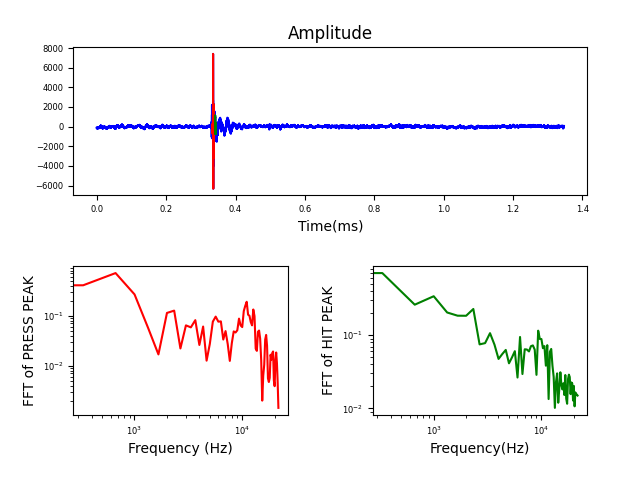 Amplitude
8000
6000
4000
2000
0
−2000
−4000
−6000
0.0 0.2 0.4 0.6 0.8 1.0 1.2 1.4
Time(ms)
FFT of PRESS PEAK
10⁻¹
10⁻²
10³ 10⁴
Frequency (Hz)
FFT of HIT PEAK
10⁻¹
10⁻²
10³ 10⁴
Frequency(Hz)